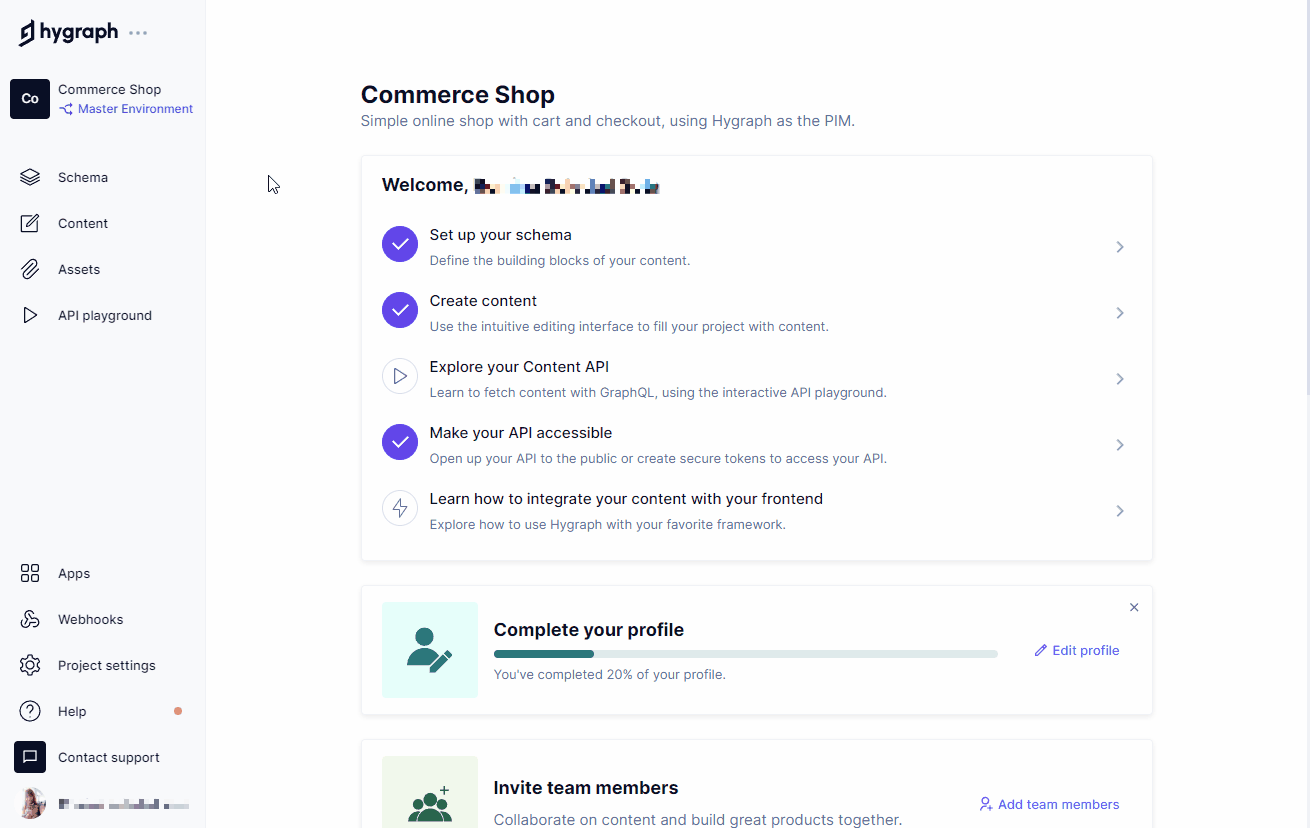 hygraph
Co
Commerce Shop
Master Environment
Schema
Content
Assets
API playground
Apps
Webhooks
Project settings
Help
Contact support
Commerce Shop
Simple online shop with cart and checkout, using Hygraph as the PIM.
Welcome,
Set up your schema
Define the building blocks of your content.
Create content
Use the intuitive editing interface to fill your project with content.
Explore your Content API
Learn to fetch content with GraphQL, using the interactive API playground.
Make your API accessible
Open up your API to the public or create secure tokens to access your API.
Learn how to integrate your content with your frontend
Explore how to use Hygraph with your favorite framework.
Complete your profile
You've completed 20% of your profile.
Edit profile
Invite team members
Collaborate on content and build great products together.
Add team members